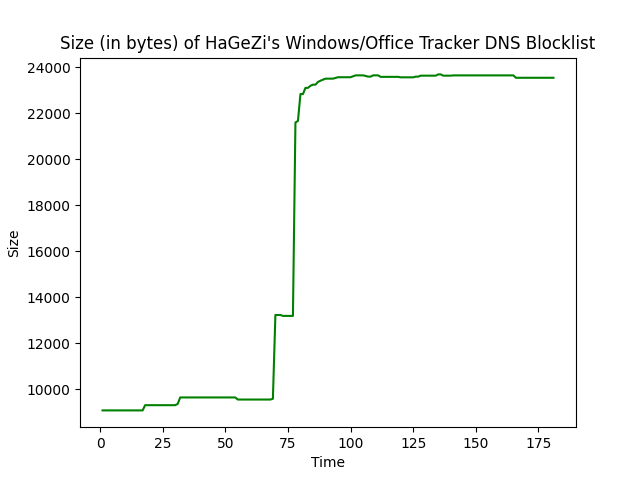 Size (in bytes) of HaGeZi's Windows/Office Tracker DNS Blocklist
24000
22000
20000
18000
16000
14000
12000
10000
Size
0 25 50 75 100 125 150 175
Time